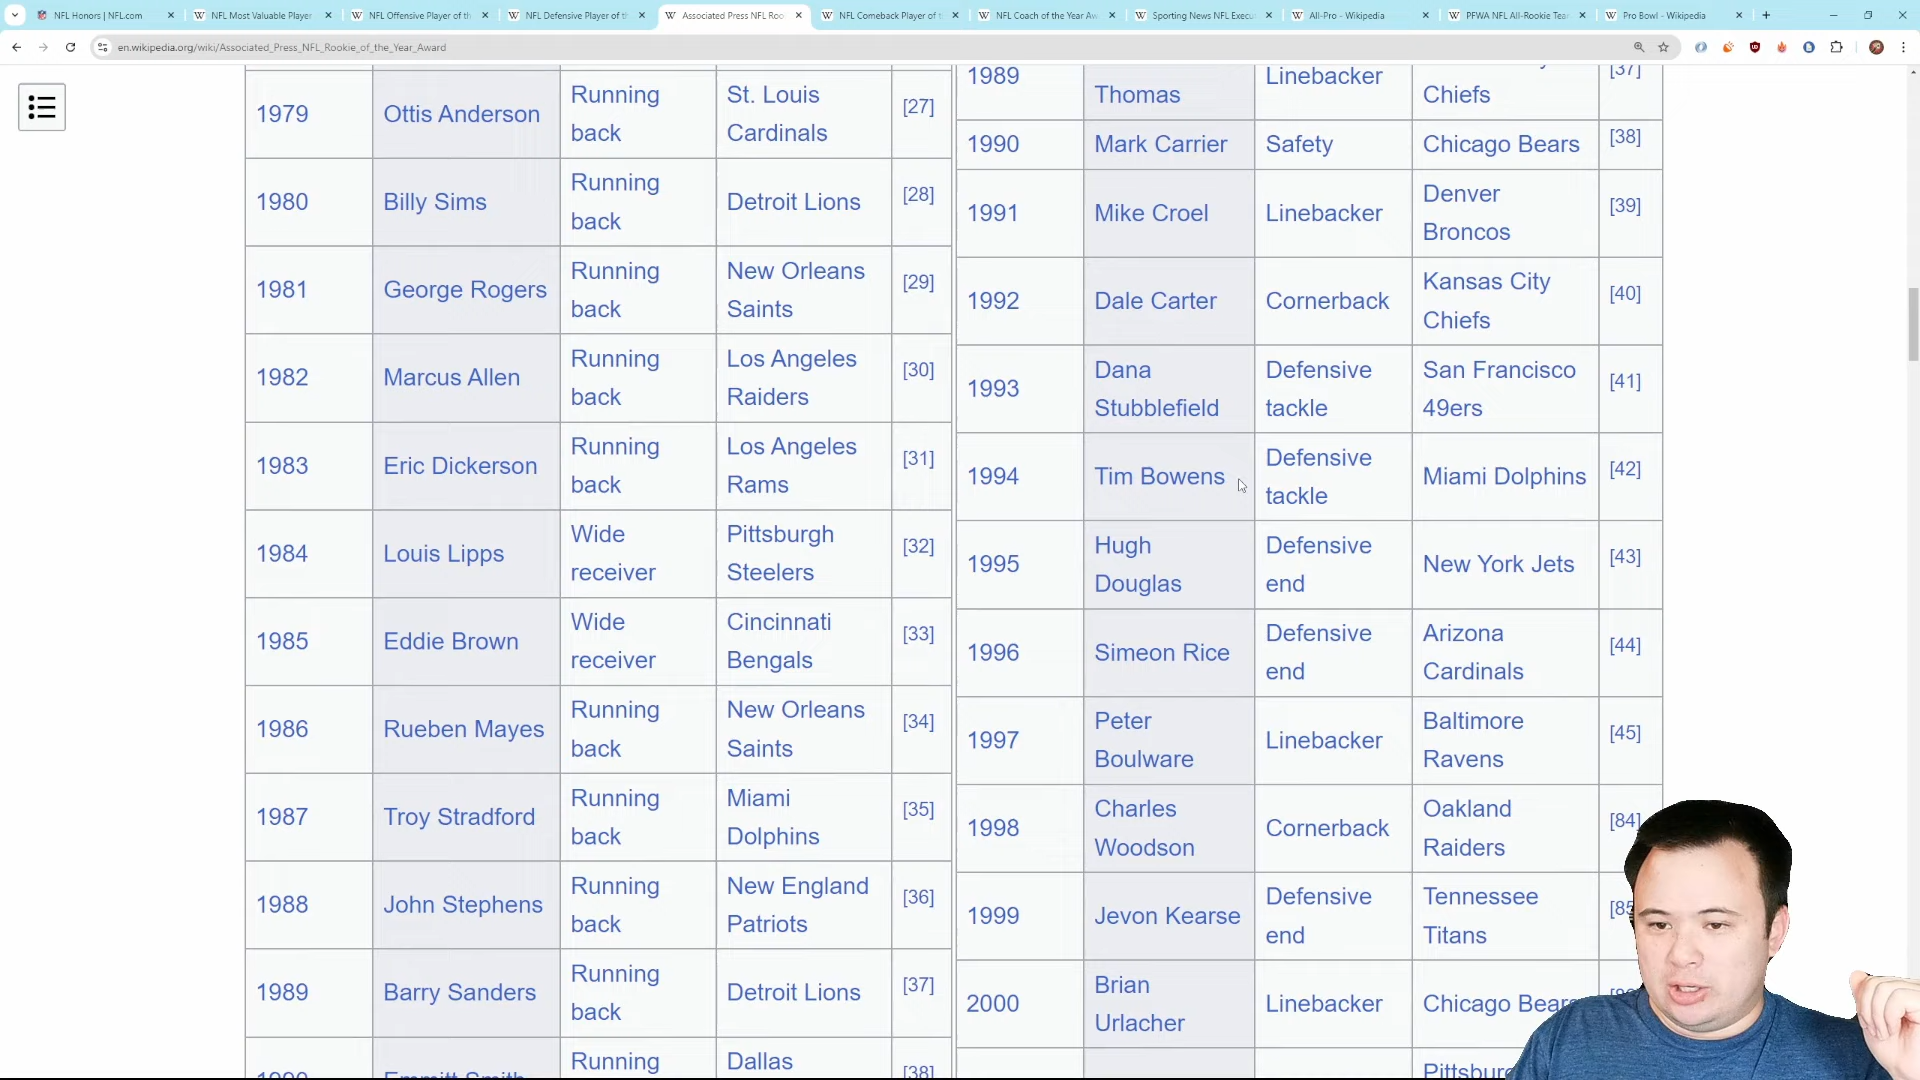 NFL Honors | NFL.com
NFL Most Valuable Player
NFL Offensive Player of th
NFL Defensive Player of th
Associated Press NFL Roo
NFL Comeback Player of t
NFL Coach of the Year Aw
Sporting News NFL Execu
All-Pro - Wikipedia
PFWA NFL All-Rookie Tea
Pro Bowl - Wikipedia
en.wikipedia.org/wiki/Associated_Press_NFL_Rookie_of_the_Year_Award
1979 Ottis Anderson Running back St. Louis Cardinals [27]
1980 Billy Sims Running back Detroit Lions [28]
1981 George Rogers Running back New Orleans Saints [29]
1982 Marcus Allen Running back Los Angeles Raiders [30]
1983 Eric Dickerson Running back Los Angeles Rams [31]
1984 Louis Lipps Wide receiver Pittsburgh Steelers [32]
1985 Eddie Brown Wide receiver Cincinnati Bengals [33]
1986 Rueben Mayes Running back New Orleans Saints [34]
1987 Troy Stradford Running back Miami Dolphins [35]
1988 John Stephens Running back New England Patriots [36]
1989 Barry Sanders Running back Detroit Lions [37]
1990 Emmitt Smith Running Dallas [38]
1989 Thomas Linebacker Chiefs [37]
1990 Mark Carrier Safety Chicago Bears [38]
1991 Mike Croel Linebacker Denver Broncos [39]
1992 Dale Carter Cornerback Kansas City Chiefs [40]
1993 Dana Stubblefield Defensive tackle San Francisco 49ers [41]
1994 Tim Bowens Defensive tackle Miami Dolphins [42]
1995 Hugh Douglas Defensive end New York Jets [43]
1996 Simeon Rice Defensive end Arizona Cardinals [44]
1997 Peter Boulware Linebacker Baltimore Ravens [45]
1998 Charles Woodson Cornerback Oakland Raiders [84]
1999 Jevon Kearse Defensive end Tennessee Titans [85
2000 Brian Urlacher Linebacker Chicago Bears
Pittsburg